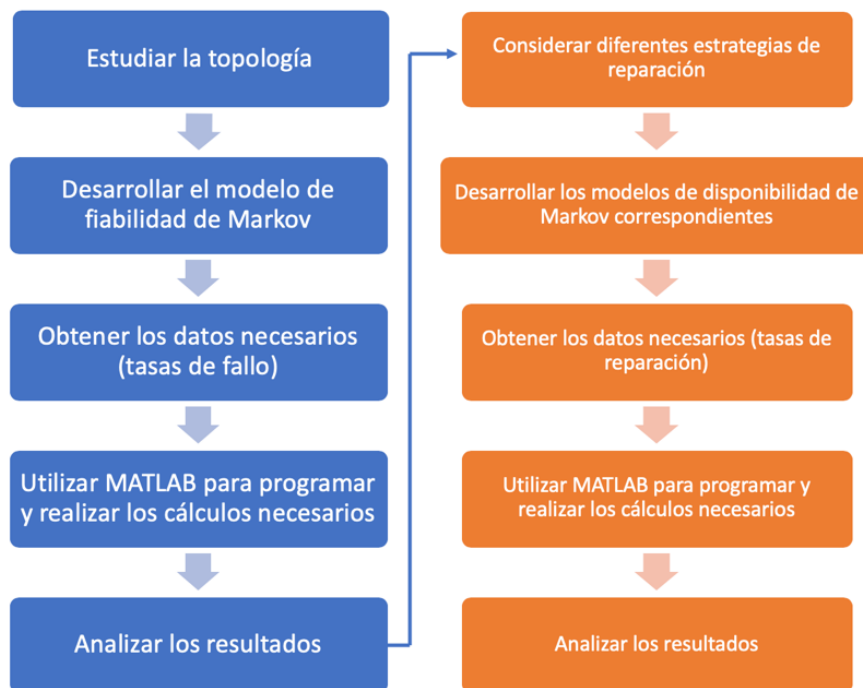 Estudiar la topología
Desarrollar el modelo de
fiabilidad de Markov
Obtener los datos necesarios
(tasas de fallo)
Utilizar MATLAB para programar
y realizar los cálculos necesarios
Analizar los resultados
Considerar diferentes estrategias de
reparación
Desarrollar los modelos de disponibilidad de
Markov correspondientes
Obtener los datos necesarios (tasas de
reparación)
Utilizar MATLAB para programar y
realizar los cálculos necesarios
Analizar los resultados